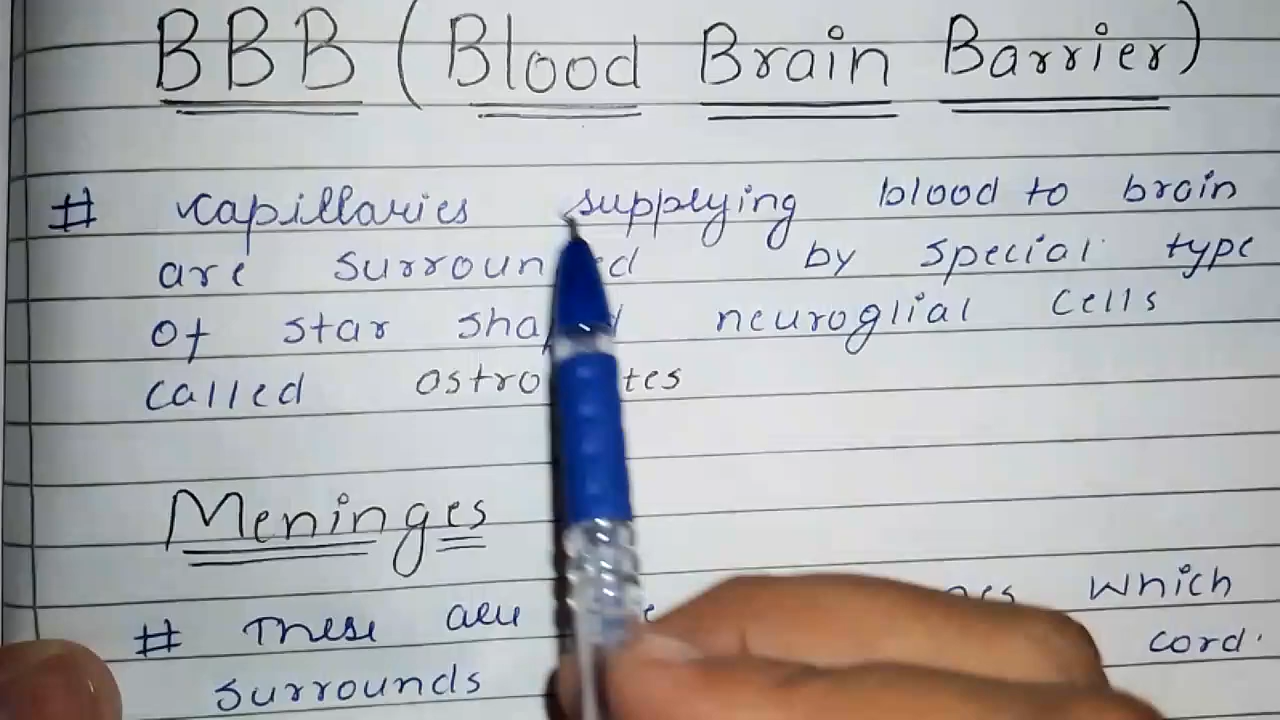 BBB (Blood Brain Barrier)
# Capillaries supplying blood to brain
are by special type
of star neuroglial cells
called
Meninges
# These are which
surrounds cord.